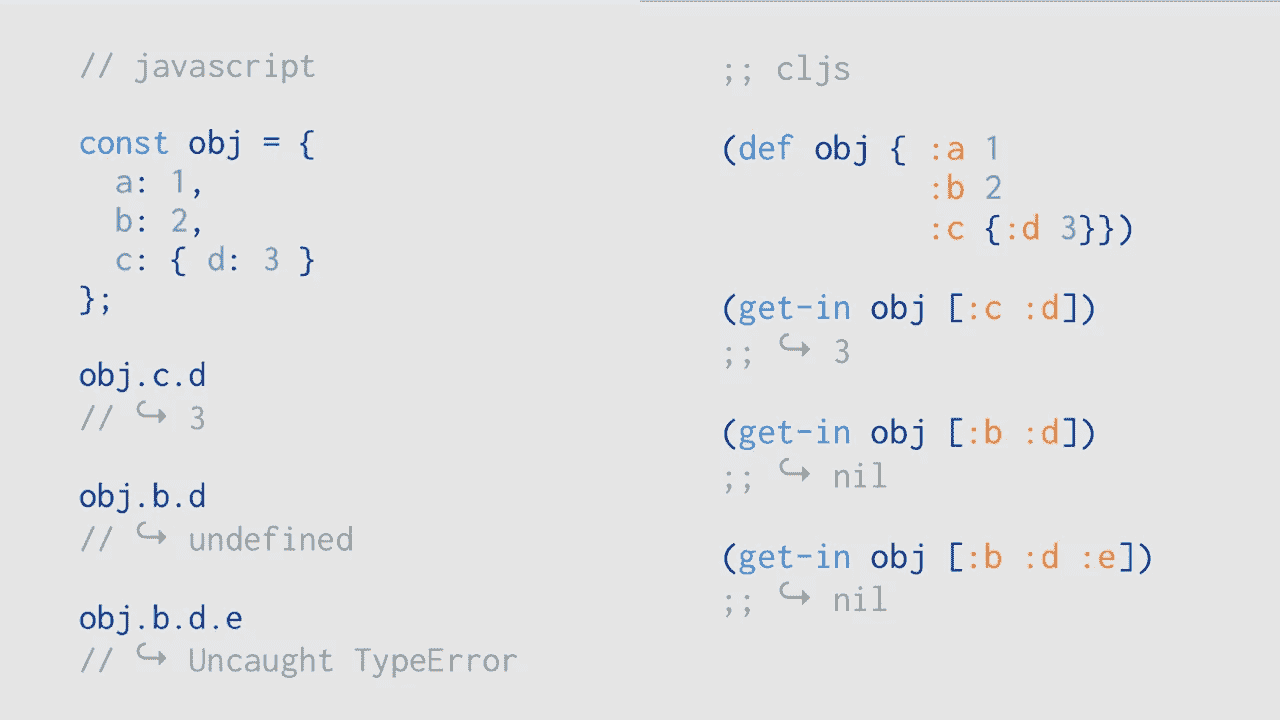 // javascript

const obj = {
  a: 1,
  b: 2,
  c: { d: 3 }
};

obj.c.d
// ↪ 3

obj.b.d
// ↪ undefined

obj.b.d.e
// ↪ Uncaught TypeError

;; cljs

(def obj { :a 1
           :b 2
           :c {:d 3}})

(get-in obj [:c :d])
;; ↪ 3

(get-in obj [:b :d])
;; ↪ nil

(get-in obj [:b :d :e])
;; ↪ nil